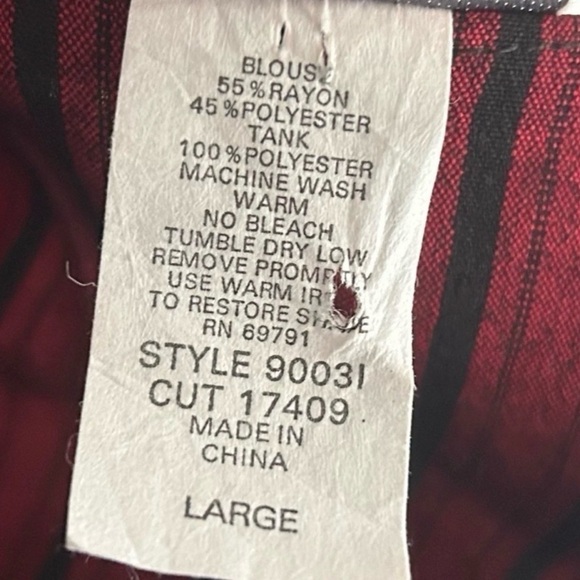 BLOUSE
55%RAYON
45%POLYESTER
TANK
100%POLYESTER
MACHINE WASH
WARM
NO BLEACH
TUMBLE DRY LOW
REMOVE PROMPTLY
USE WARM
TO RESTORE
RN 69791
STYLE 9003I
CUT 17409
MADE IN
CHINA
LARGE